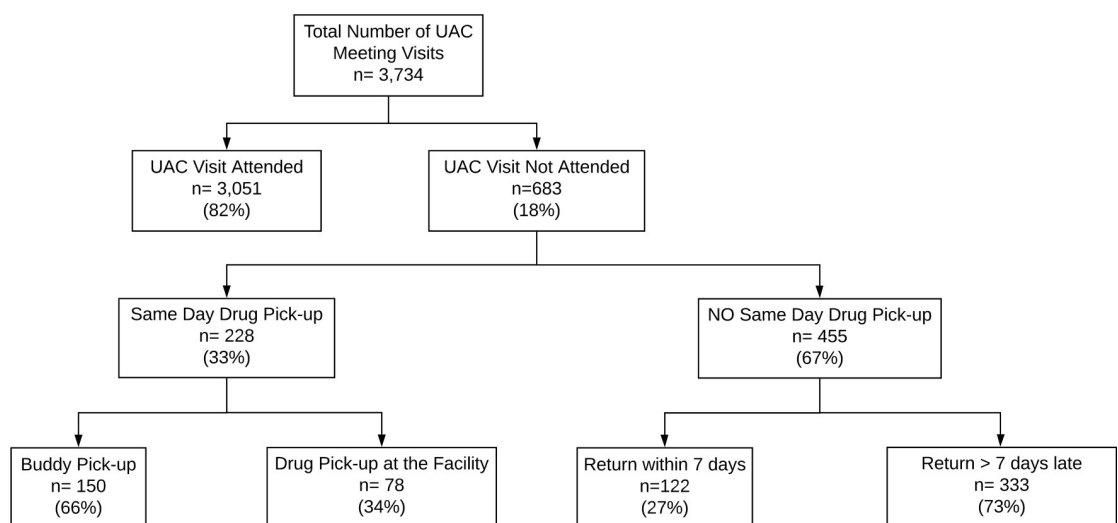 Total Number of UAC
Meeting Visits
n= 3,734
UAC Visit Attended
n= 3,051
(82%)
UAC Visit Not Attended
n=683
(18%)
Same Day Drug Pick-up
n= 228
(33%)
NO Same Day Drug Pick-up
n= 455
(67%)
Buddy Pick-up
n= 150
(66%)
Drug Pick-up at the Facility
n= 78
(34%)
Return within 7 days
n=122
(27%)
Return > 7 days late
n= 333
(73%)